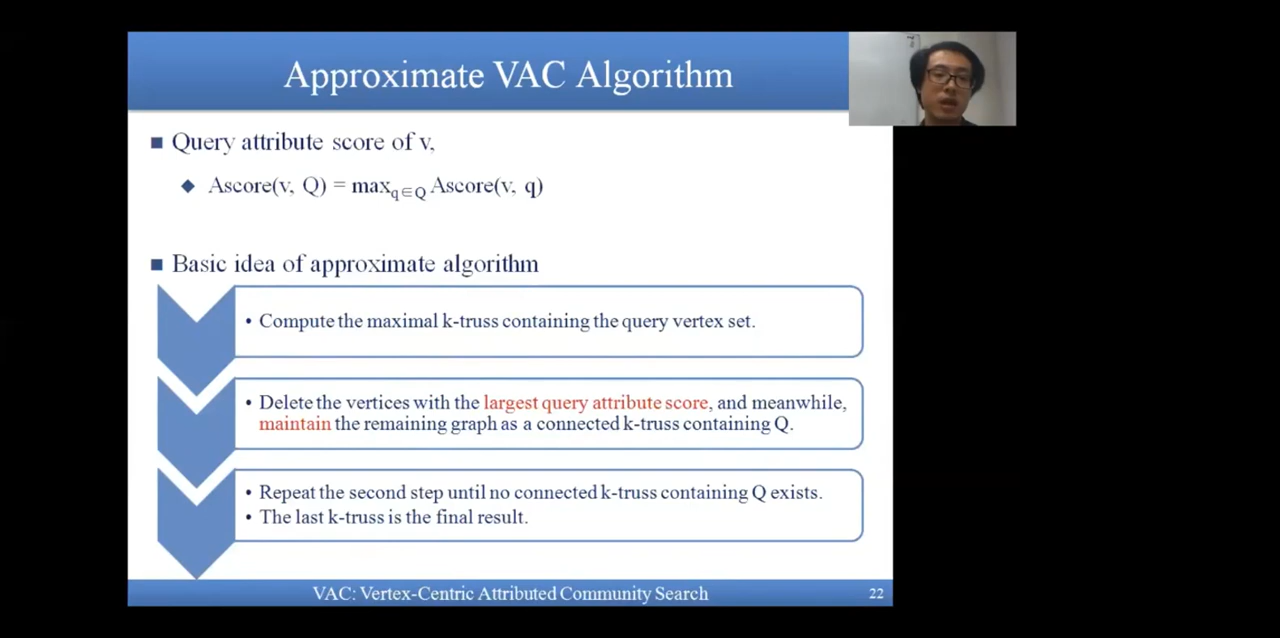 Approximate VAC Algorithm
Query attribute score of v,
Ascore(v, Q) = max_{q∈Q} Ascore(v, q)
Basic idea of approximate algorithm
• Compute the maximal k-truss containing the query vertex set.
• Delete the vertices with the largest query attribute score, and meanwhile,
maintain the remaining graph as a connected k-truss containing Q.
• Repeat the second step until no connected k-truss containing Q exists.
• The last k-truss is the final result.
VAC: Vertex-Centric Attributed Community Search
22